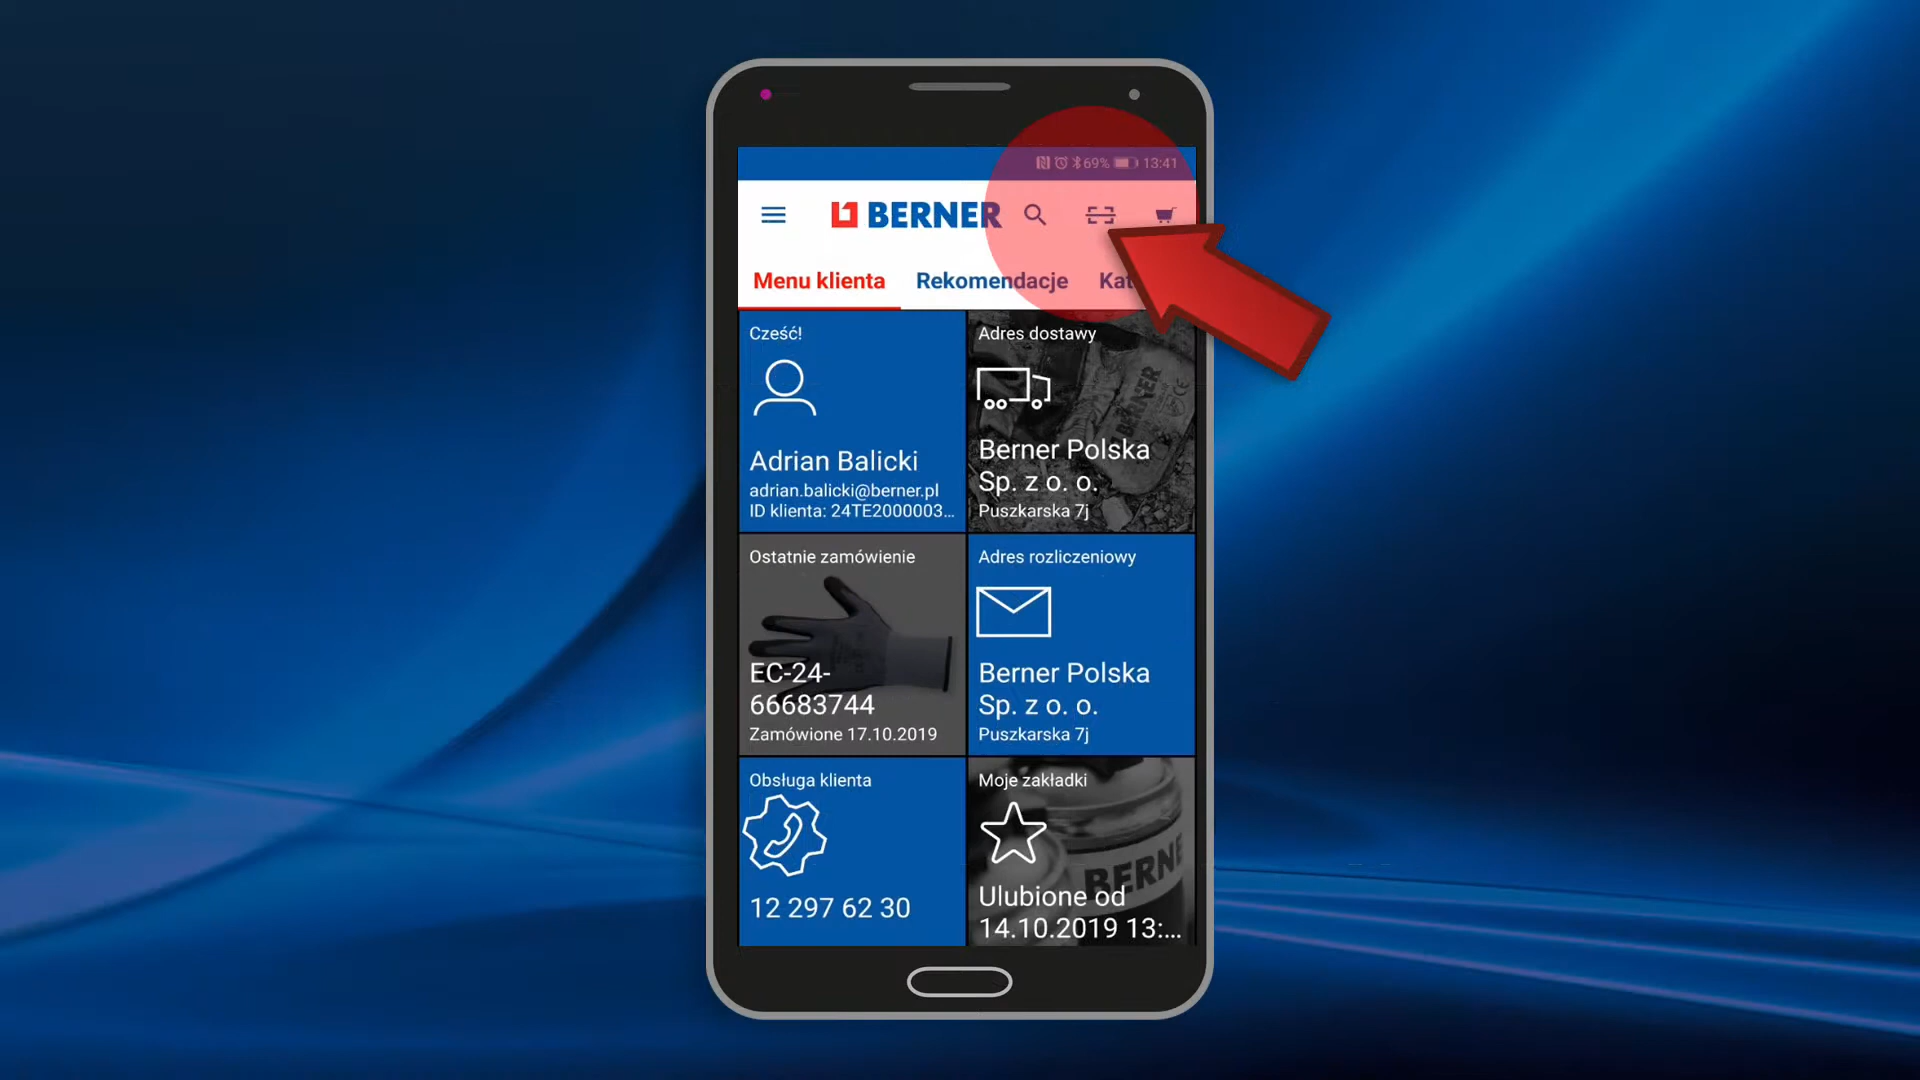 69% 13:41
BERNER
Menu klienta Rekomendacje Kat
Cześć!
Adrian Balicki
adrian.balicki@berner.pl
ID klienta: 24TE2000003…
Adres dostawy
BERNER
Berner Polska
Sp. z o. o.
Puszkarska 7j
Ostatnie zamówienie
EC-24-
66683744
Zamówione 17.10.2019
Adres rozliczeniowy
Berner Polska
Sp. z o. o.
Puszkarska 7j
Obsługa klienta
12 297 62 30
Moje zakładki
BERNE
Ulubione od
14.10.2019 13:...